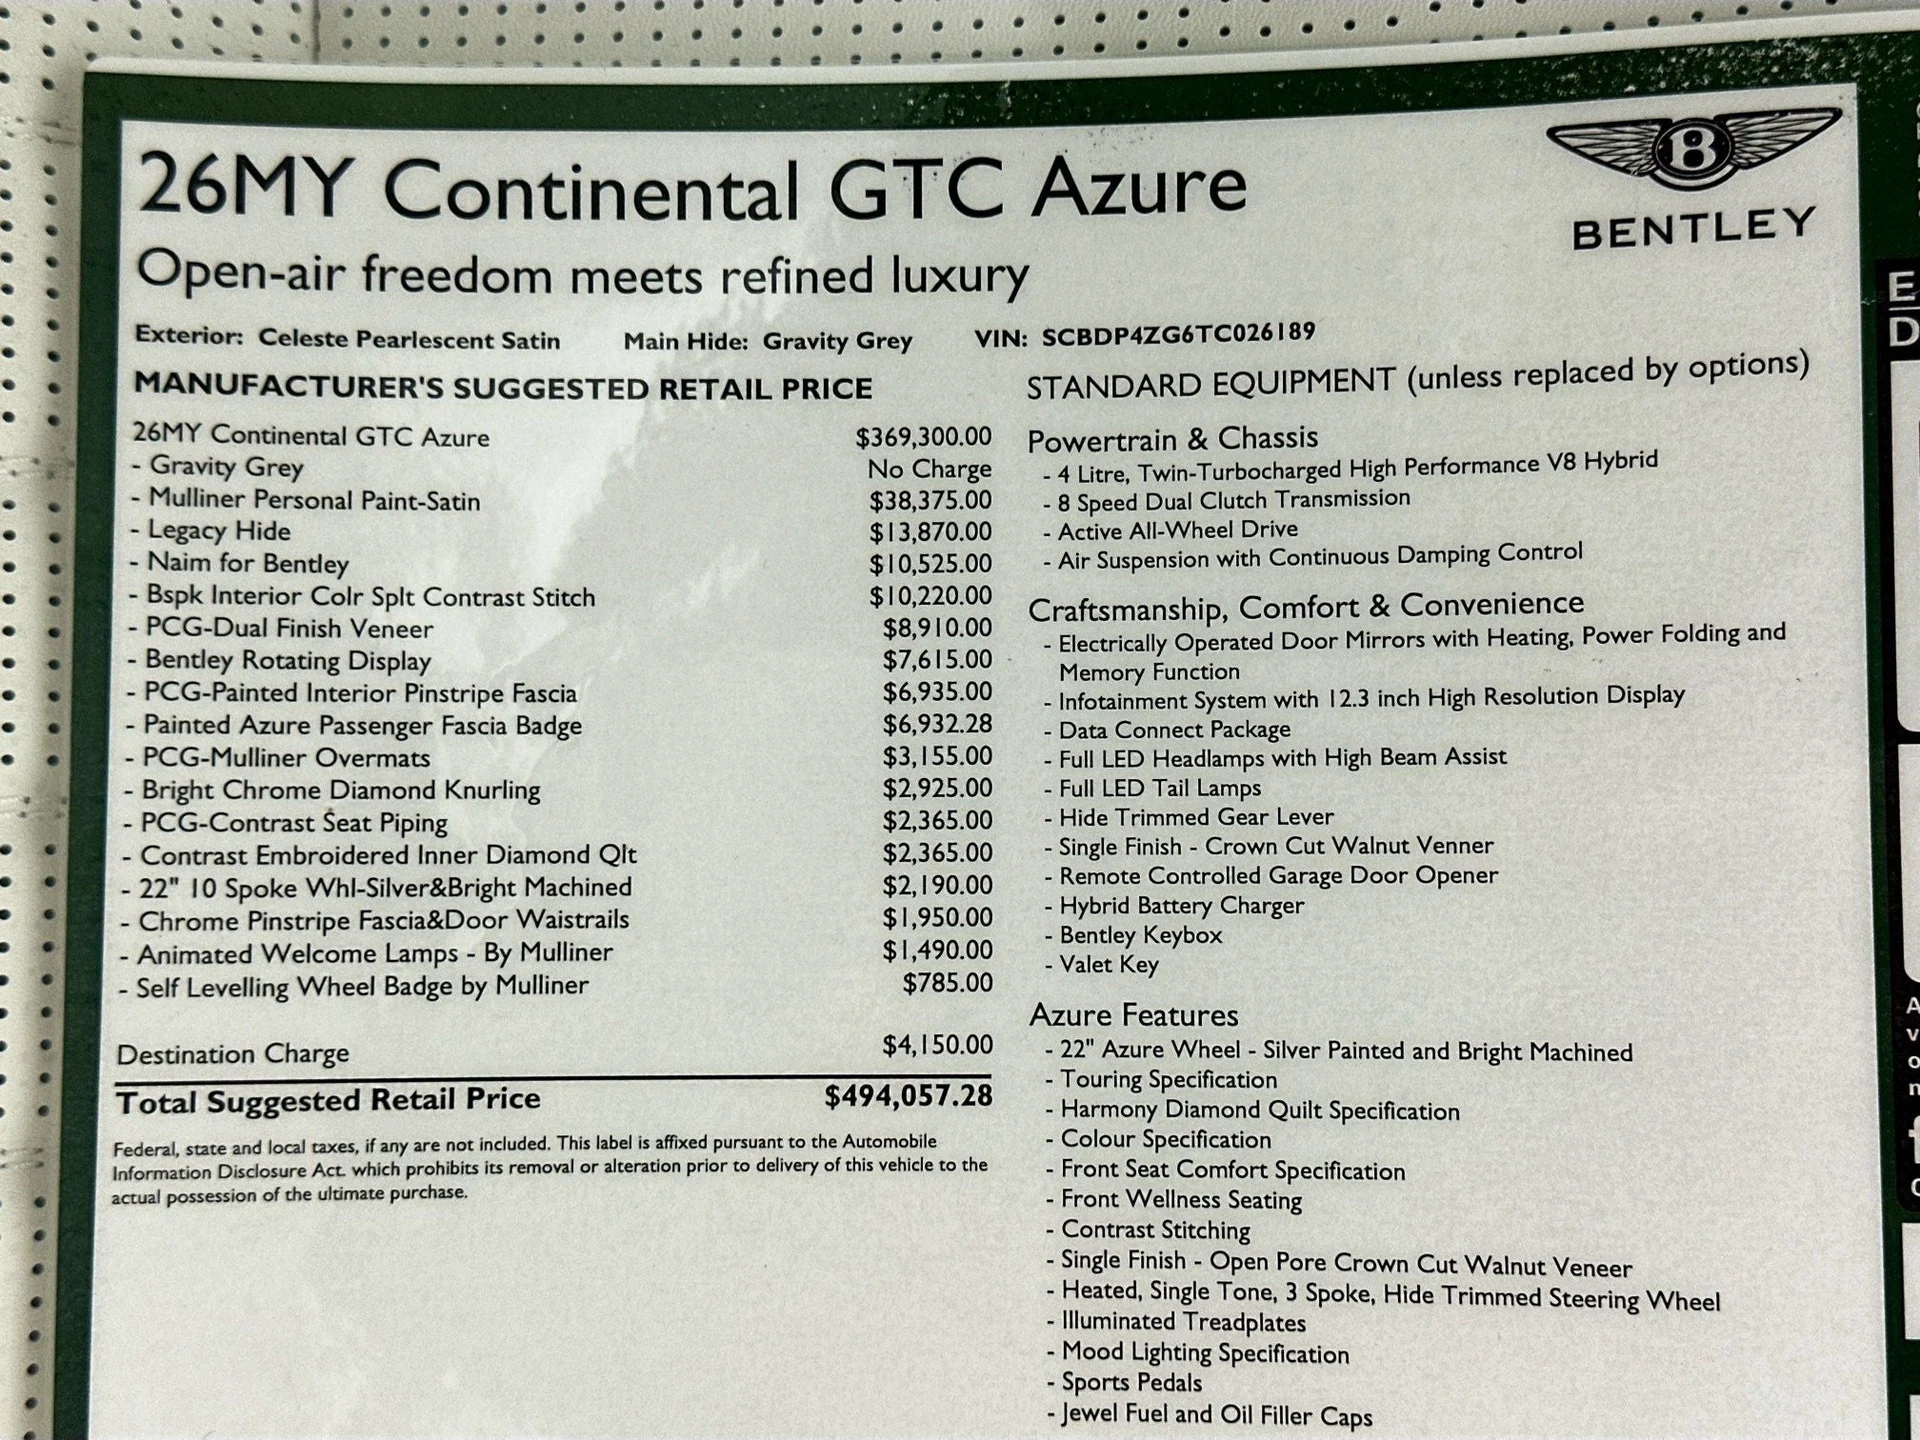 26MY Continental GTC Azure
Open-air freedom meets refined luxury
B
BENTLEY
Exterior: Celeste Pearlescent Satin Main Hide: Gravity Grey VIN: SCBDP4ZG6TC026189
MANUFACTURER'S SUGGESTED RETAIL PRICE
26MY Continental GTC Azure $369,300.00
- Gravity Grey No Charge
- Mulliner Personal Paint-Satin $38,375.00
- Legacy Hide $13,870.00
- Naim for Bentley $10,525.00
- Bspk Interior Colr Splt Contrast Stitch $10,220.00
- PCG-Dual Finish Veneer $8,910.00
- Bentley Rotating Display $7,615.00
- PCG-Painted Interior Pinstripe Fascia $6,935.00
- Painted Azure Passenger Fascia Badge $6,932.28
- PCG-Mulliner Overmats $3,155.00
- Bright Chrome Diamond Knurling $2,925.00
- PCG-Contrast Seat Piping $2,365.00
- Contrast Embroidered Inner Diamond Qlt $2,365.00
- 22" 10 Spoke Whl-Silver&Bright Machined $2,190.00
- Chrome Pinstripe Fascia&Door Waistrails $1,950.00
- Animated Welcome Lamps - By Mulliner $1,490.00
- Self Levelling Wheel Badge by Mulliner $785.00
Destination Charge $4,150.00
Total Suggested Retail Price $494,057.28
Federal, state and local taxes, if any are not included. This label is affixed pursuant to the Automobile
Information Disclosure Act. which prohibits its removal or alteration prior to delivery of this vehicle to the
actual possession of the ultimate purchase.
STANDARD EQUIPMENT (unless replaced by options)
Powertrain & Chassis
- 4 Litre, Twin-Turbocharged High Performance V8 Hybrid
- 8 Speed Dual Clutch Transmission
- Active All-Wheel Drive
- Air Suspension with Continuous Damping Control
Craftsmanship, Comfort & Convenience
- Electrically Operated Door Mirrors with Heating, Power Folding and
Memory Function
- Infotainment System with 12.3 inch High Resolution Display
- Data Connect Package
- Full LED Headlamps with High Beam Assist
- Full LED Tail Lamps
- Hide Trimmed Gear Lever
- Single Finish - Crown Cut Walnut Venner
- Remote Controlled Garage Door Opener
- Hybrid Battery Charger
- Bentley Keybox
- Valet Key
Azure Features
- 22" Azure Wheel - Silver Painted and Bright Machined
- Touring Specification
- Harmony Diamond Quilt Specification
- Colour Specification
- Front Seat Comfort Specification
- Front Wellness Seating
- Contrast Stitching
- Single Finish - Open Pore Crown Cut Walnut Veneer
- Heated, Single Tone, 3 Spoke, Hide Trimmed Steering Wheel
- Illuminated Treadplates
- Mood Lighting Specification
- Sports Pedals
- Jewel Fuel and Oil Filler Caps